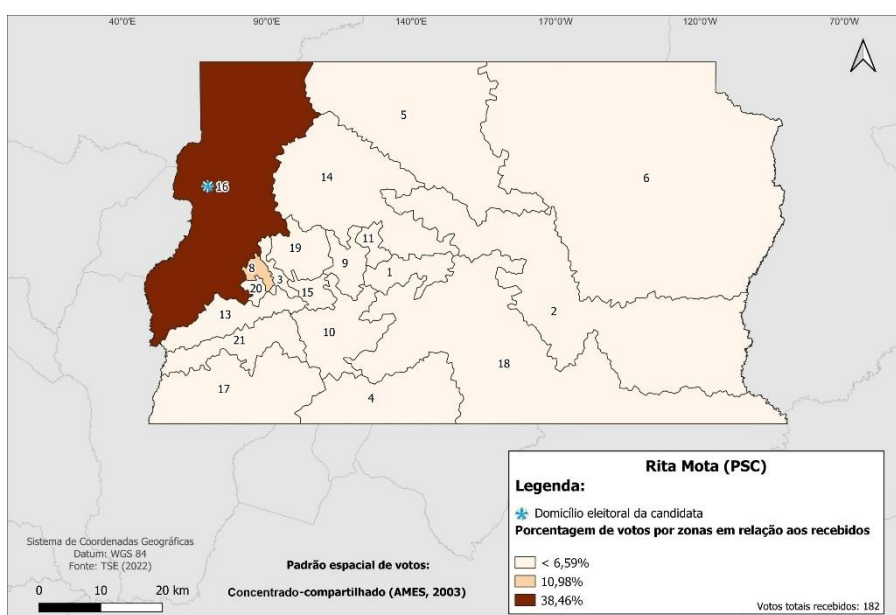 40°0'W 90°0'W 140°0'W 170°0'W 120°0'W 70°0'W
5
14
6
16
11
19
9
8
1
3
20
15
2
13
10
21
18
17
4
Rita Mota (PSC)
Legenda:
Domicílio eleitoral da candidata
Porcentagem de votos por zonas em relação aos recebidos
< 6,59%
10,98%
38,46%
Votos totais recebidos: 182
Sistema de Coordenadas Geográficas
Datum: WGS 84
Fonte: TSE (2022)
0 10 20 km
Padrão espacial de votos:
Concentrado-compartilhado (AMES, 2003)